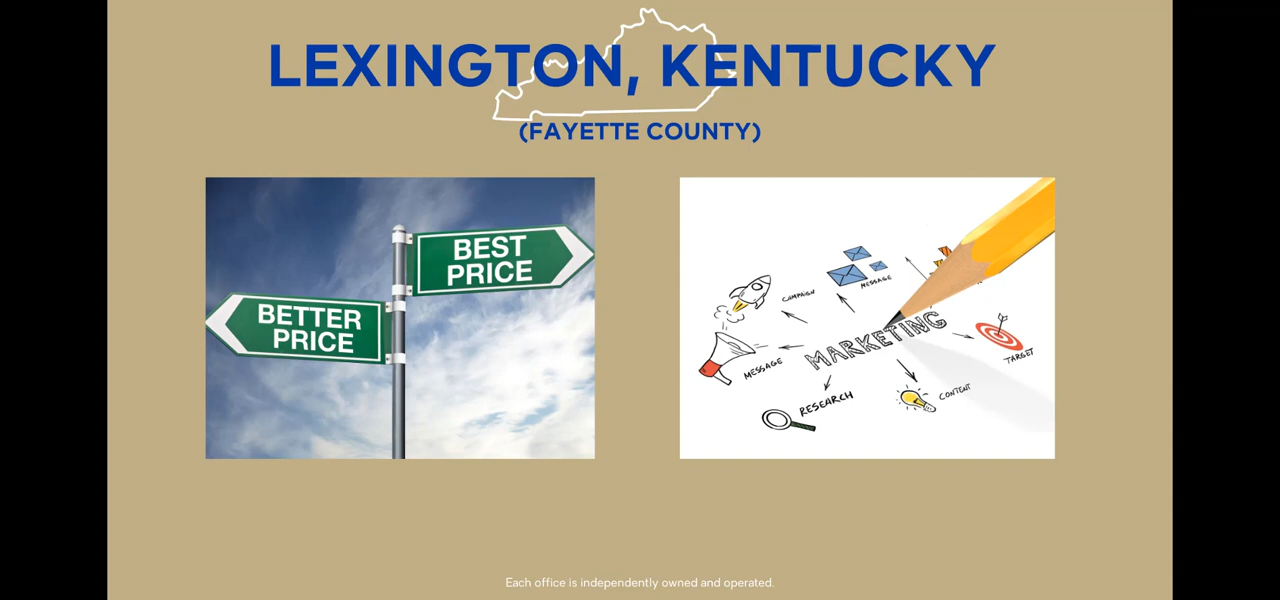 LEXINGTON, KENTUCKY
(FAYETTE COUNTY)
BEST
PRICE
BETTER
PRICE
CAMPAIGN
MESSAGE
MARKETING
MESSAGE
TARGET
RESEARCH
CONTENT
Each office is independently owned and operated.